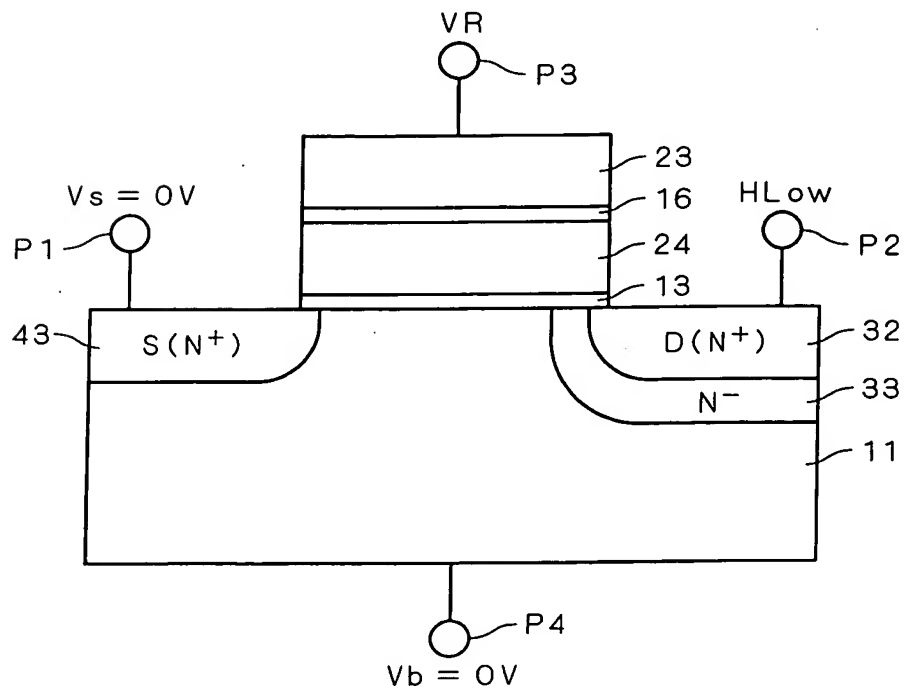 VR
P3
23
Vs = 0V
16
HLow
P1
24
P2
13
43
S(N+)
D(N+)
32
N-
33
11
P4
Vb = 0V